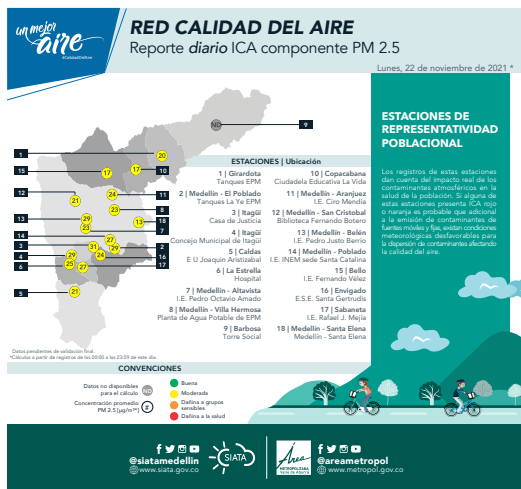 un mejor
aire
#CalidadDelAire
RED CALIDAD DEL AIRE
Reporte diario ICA componente PM 2.5
Lunes, 22 de noviembre de 2021 *
ND
9
1
15
12
13
14
3
4
6
5
10
11
8
18
7
2
16
17
20
17
17
21
24
23
29
23
13
27
31
29
24
29
25
27
21
ESTACIONES | Ubicación
1 | Girardota
Tanques EPM
2 | Medellín - El Poblado
Tanques La Ye EPM
3 | Itagüí
Casa de Justicia
4 | Itagüí
Concejo Municipal de Itagüí
5 | Caldas
E U Joaquín Aristizabal
6 | La Estrella
Hospital
7 | Medellín - Altavista
I.E. Pedro Octavio Amado
8 | Medellín - Villa Hermosa
Planta de Agua Potable de EPM
9 | Barbosa
Torre Social
10 | Copacabana
Ciudadela Educativa La Vida
11 | Medellín - Aranjuez
I.E. Ciro Mendía
12 | Medellín - San Cristobal
Biblioteca Fernando Botero
13 | Medellín - Belén
I.E. Pedro Justo Berrío
14 | Medellín - Poblado
I.E. INEM sede Santa Catalina
15 | Bello
I.E. Fernando Vélez
16 | Envigado
E.S.E. Santa Gertrudis
17 | Sabaneta
I.E. Rafael J. Mejía
18 | Medellín - Santa Elena
Medellín - Santa Elena
ESTACIONES DE
REPRESENTATIVIDAD
POBLACIONAL
Los registros de estas estaciones
dan cuenta del impacto real de los
contaminantes atmosféricos en la
salud de la población. Si alguna de
estas estaciones presenta ICA rojo
o naranja es probable que adicional
a la emisión de contaminantes de
fuentes móviles y fijas, existan condiciones
meteorológicas desfavorables para
la dispersión de contaminantes afectando
la calidad del aire.
Datos pendientes de validación final.
*Cálculos a partir de registros de las 00:00 a las 23:59 de este día.
CONVENCIONES
Datos no disponibles
para el cálculo
ND
Concentración promedio
PM 2.5 [µg/m³]
#
Buena
Moderada
Dañina a grupos
sensibles
Dañina a la salud
@siatamedellin
www.siata.gov.co
SIATA
Área
METROPOLITANA
Valle de Aburrá
@areametropol
www.metropol.gov.co